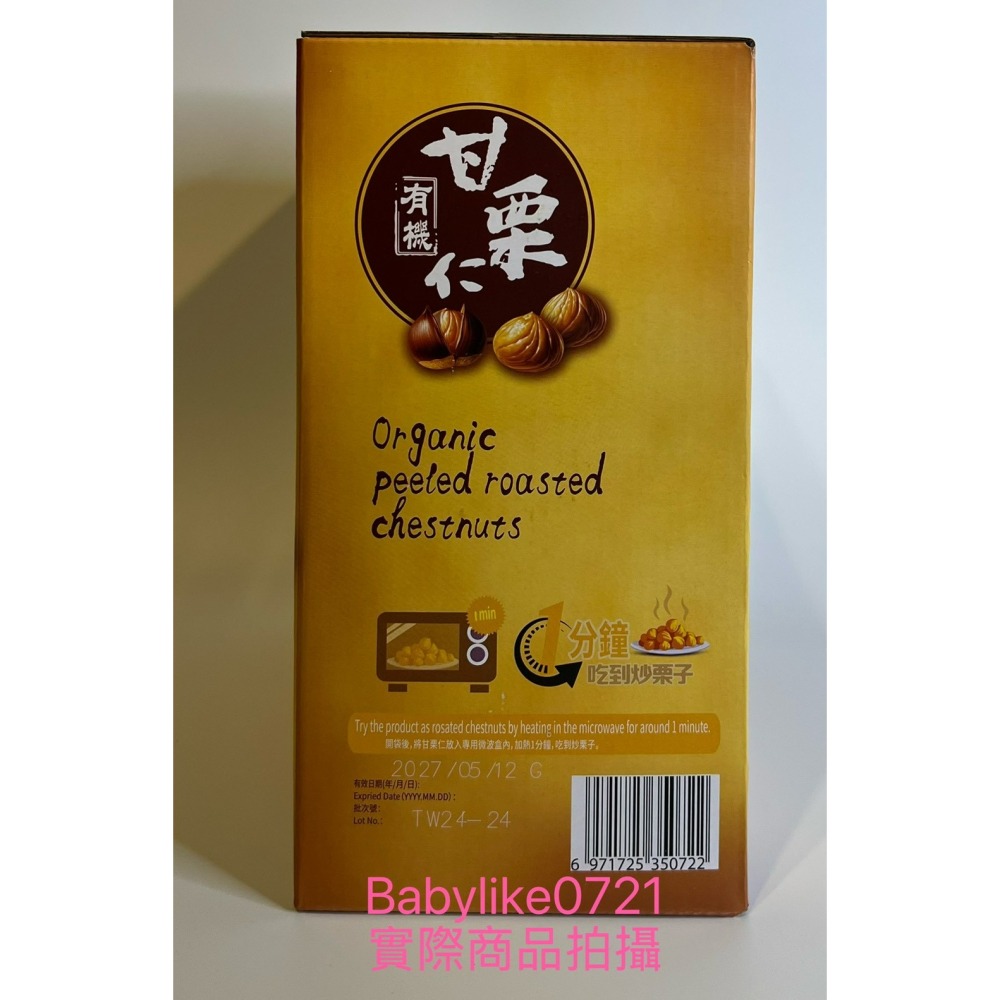 有機
甘栗仁
Organic
peeled roasted
chestnuts
1 min
1分鐘
吃到炒栗子
Try the product as rosated chestnuts by heating in the microwave for around 1 minute.
開袋後,將甘栗仁放入專用微波盒內,加熱1分鐘,吃到炒栗子。
2027/05/12 G
有效日期(年/月/日):
Expried Date(YYYY.MM.DD):
批次號:
Lot No.: TW24-24
6 971725 350722
Babylike0721
實際商品拍攝